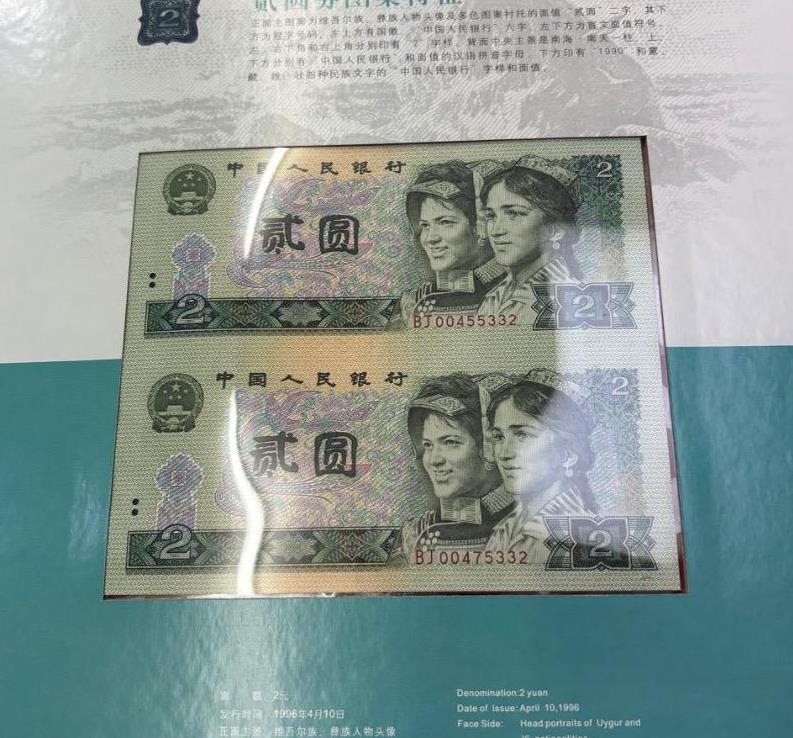 贰圆券图案特征
正面主图案为维吾尔族、彝族人物头像及多色图案衬托的面值"贰圆"二字，其下
方为冠字号码，左上方有国徽、"中国人民银行"六字，左下方为盲文面值符号，
左、右下角和右上角分别印有"2"字样。背面中央主景是南海·南天一柱，上、
下方分别有"中国人民银行"和面值的汉语拼音字母，下方印有"1990"和蒙、
藏、维、壮四种民族文字的"中国人民银行"字样和面值。
2
中国人民银行
2
贰圆
2
BJ00455332
2
中国人民银行
2
贰圆
2
BJ00475332
2
面 额：2元
发行时间：1996年4月10日
正面主景：维吾尔族、彝族人物头像
Denomination:2 yuan
Date of Issue:April 10,1996
Face Side: Head portraits of Uygur and